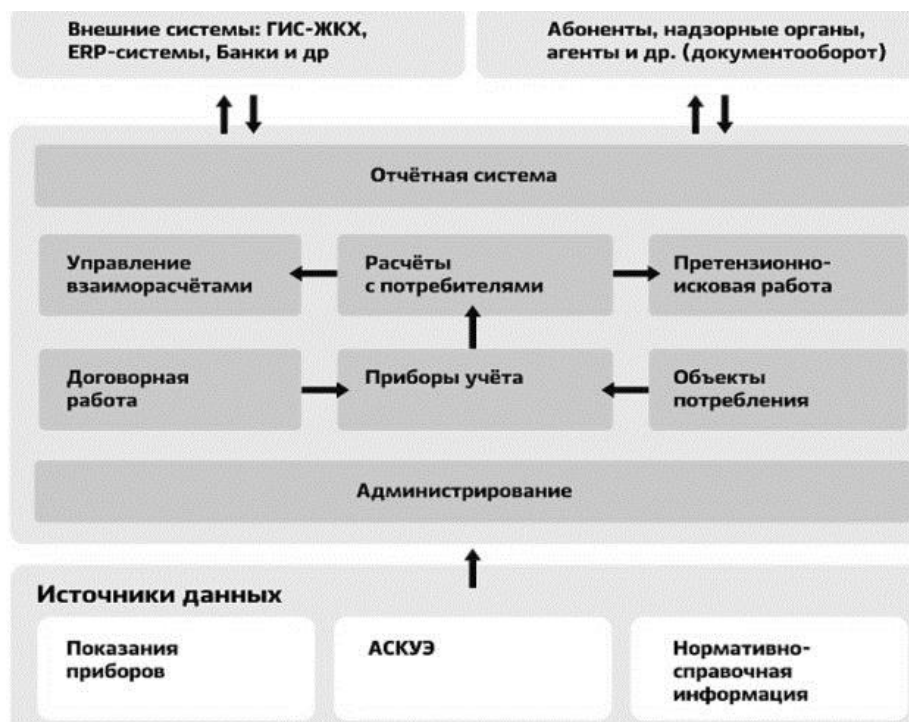 Внешние системы: ГИС-ЖКХ,
ERP-системы, Банки и др
Абоненты, надзорные органы,
агенты и др. (документооборот)
Отчётная система
Управление
взаиморасчётами
Расчёты
с потребителями
Претензионно-
исковая работа
Договорная
работа
Приборы учёта
Объекты
потребления
Администрирование
Источники данных
Показания
приборов
АСКУЭ
Нормативно-
справочная
информация